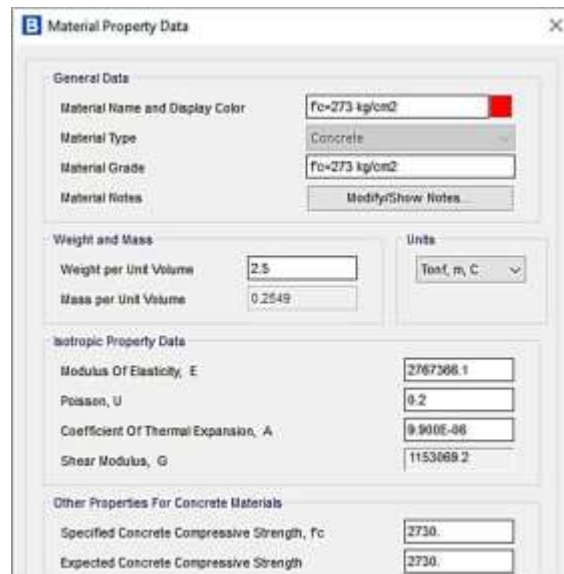 B Material Property Data
General Data
Material Name and Display Color f'c=273 kg/cm2
Material Type Concrete
Material Grade f'c=273 kg/cm2
Material Notes Modify/Show Notes...
Weight and Mass Units
Weight per Unit Volume 2.5 Tonf, m, C
Mass per Unit Volume 0.2549
Isotropic Property Data
Modulus Of Elasticity, E 2767366.1
Poisson, U 0.2
Coefficient Of Thermal Expansion, A 9.900E-06
Shear Modulus, G 1153069.2
Other Properties For Concrete Materials
Specified Concrete Compressive Strength, f'c 2730.
Expected Concrete Compressive Strength 2730.